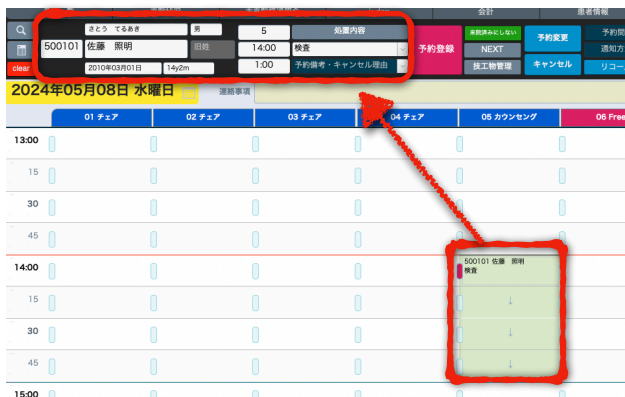 会計
患者情報
さとう てるあき
男
5
処置内容
来院済みにしない
予約変更
500101
佐藤 照明
旧姓
14:00
検査
予約登録
NEXT
通知方
2010年03月01日
14y2m
1:00
予約備考・キャンセル理由
技工物管理
キャンセル
リコー
clear
2024年05月08日 水曜日
連絡事項
01 チェア
02 チェア
03 チェア
04 チェア
05 カウンセング
06 Free
13:00
15
30
45
14:00
500101 佐藤 照明
検査
15
↓
30
↓
45
↓
15:00